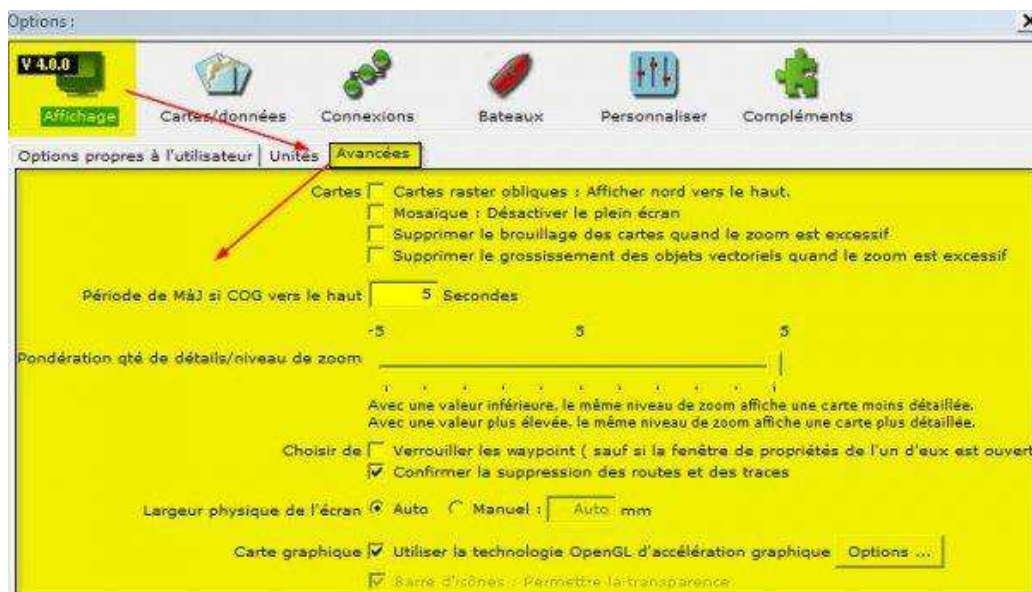 Options :
V 4.0.0
Affichage Cartes/données Connexions Bateaux Personnaliser Compléments
Options propres à l'utilisateur Unités Avancées
Cartes Cartes raster obliques : Afficher nord vers le haut.
Mosaïque : Désactiver le plein écran
Supprimer le brouillage des cartes quand le zoom est excessif
Supprimer le grossissement des objets vectoriels quand le zoom est excessif
Période de MàJ si COG vers le haut 5 Secondes
-5 5 5
Pondération qté de détails/niveau de zoom
Avec une valeur inférieure, le même niveau de zoom affiche une carte moins détaillée.
Avec une valeur plus élevée, le même niveau de zoom affiche une carte plus détaillée.
Choisir de Verrouiller les waypoint ( sauf si la fenêtre de propriétés de l'un d'eux est ouvert
Confirmer la suppression des routes et des traces
Largeur physique de l'écran Auto Manuel : Auto mm
Carte graphique Utiliser la technologie OpenGL d'accélération graphique Options ...
Barre d'icônes : Permettre la transparence